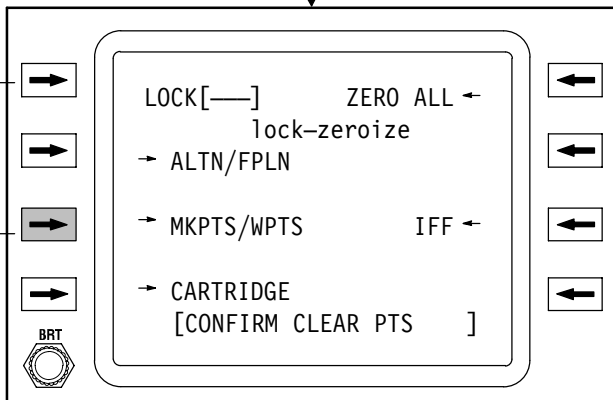 LOCK[———] ZERO ALL ←
lock–zeroize
→ ALTN/FPLN
→ MKPTS/WPTS IFF ←
→ CARTRIDGE
[CONFIRM CLEAR PTS ]
BRT